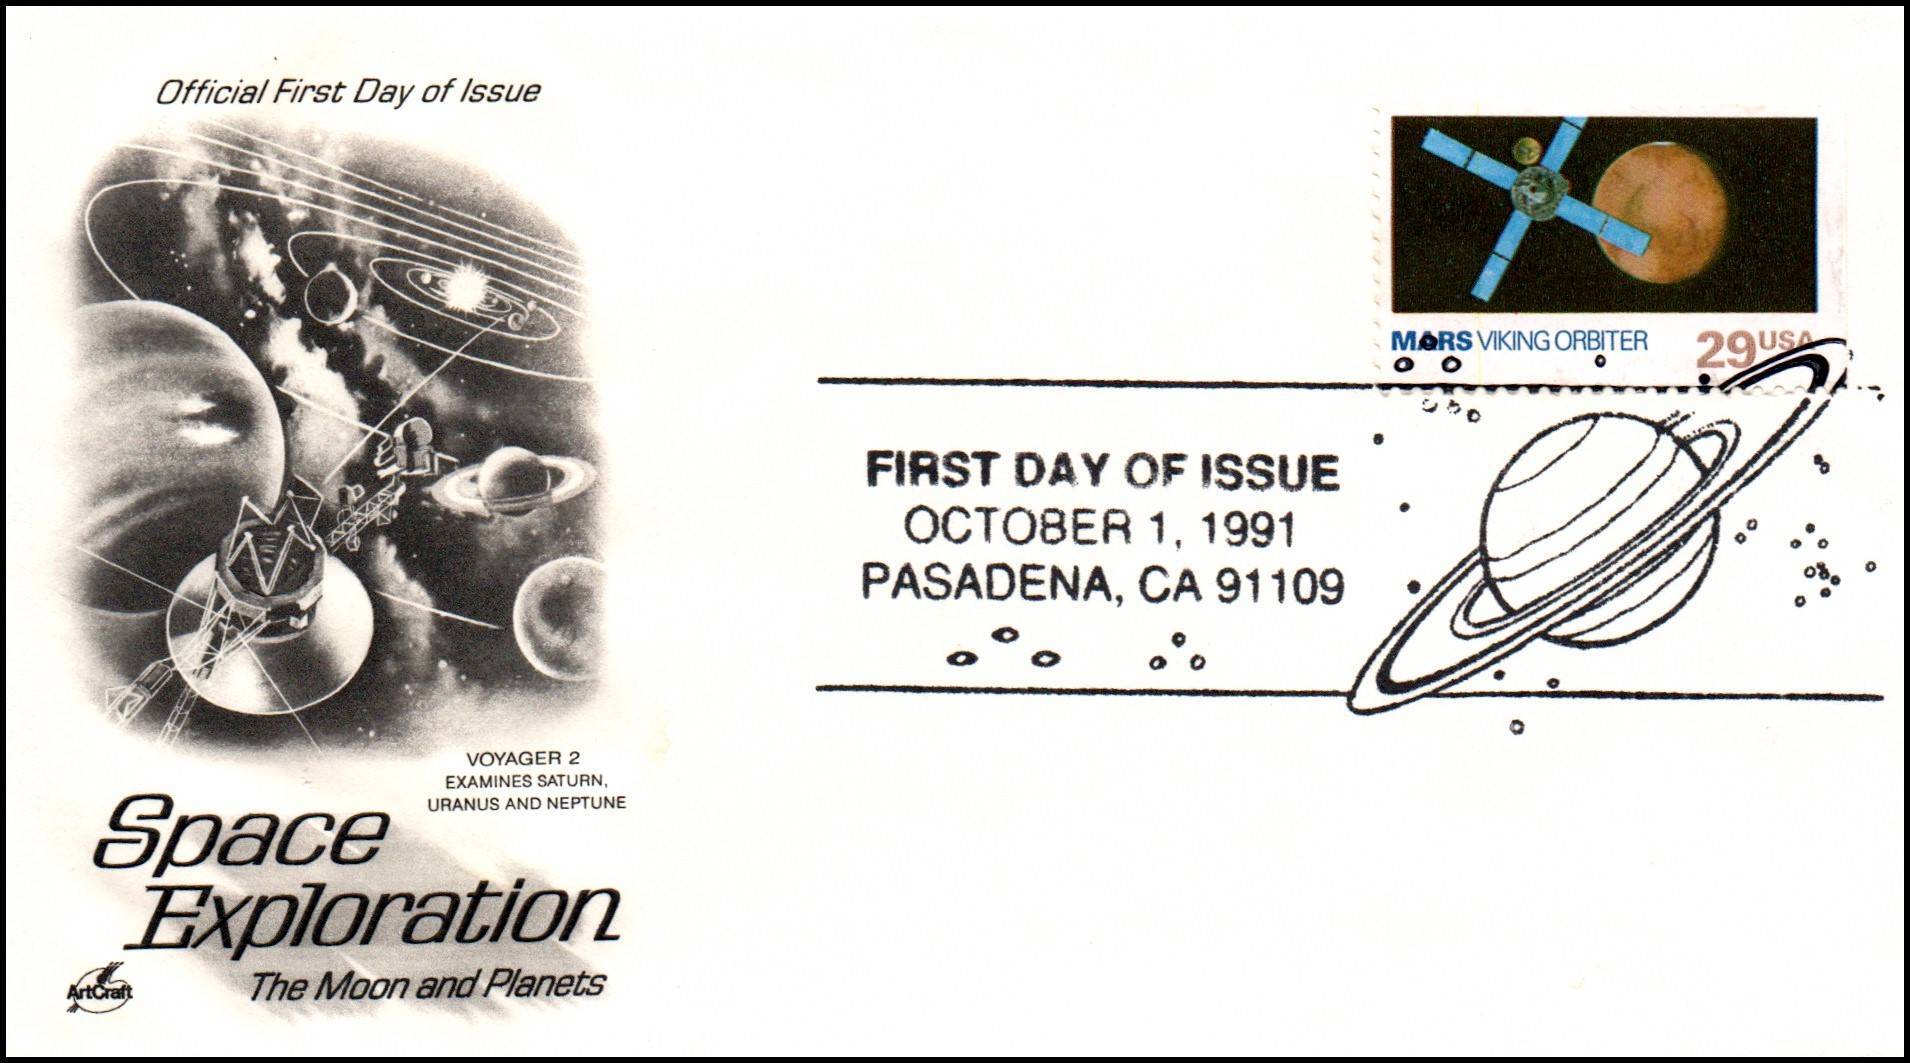 Official First Day of Issue
MARS VIKING ORBITER 29USA
FIRST DAY OF ISSUE
OCTOBER 1, 1991
PASADENA, CA 91109
VOYAGER 2
EXAMINES SATURN,
URANUS AND NEPTUNE
Space
Exploration
The Moon and Planets
ArtCraft